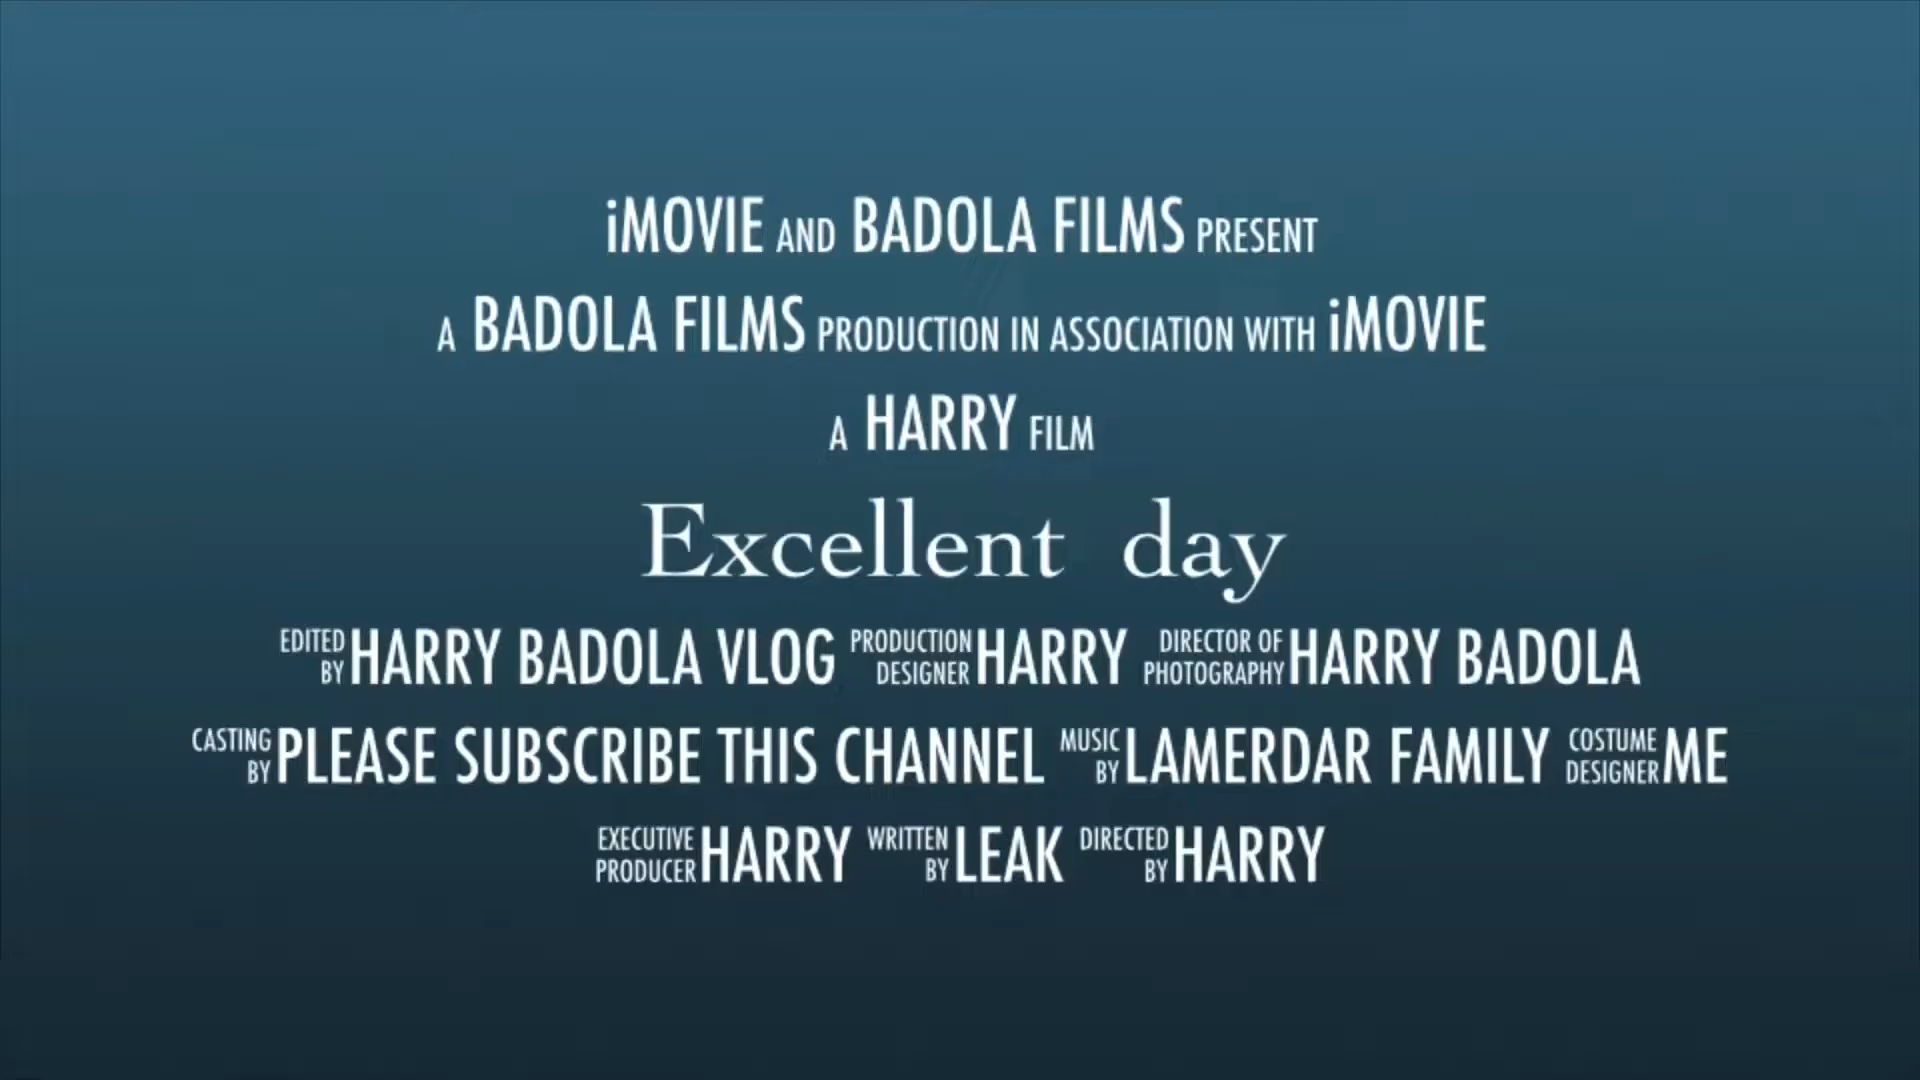 iMOVIE AND BADOLA FILMS PRESENT
A BADOLA FILMS PRODUCTION IN ASSOCIATION WITH iMOVIE
A HARRY FILM
Excellent day
EDITED BY HARRY BADOLA VLOG PRODUCTION DESIGNER HARRY DIRECTOR OF PHOTOGRAPHY HARRY BADOLA
CASTING BY PLEASE SUBSCRIBE THIS CHANNEL MUSIC BY LAMERDAR FAMILY COSTUME DESIGNER ME
EXECUTIVE PRODUCER HARRY WRITTEN BY LEAK DIRECTED BY HARRY